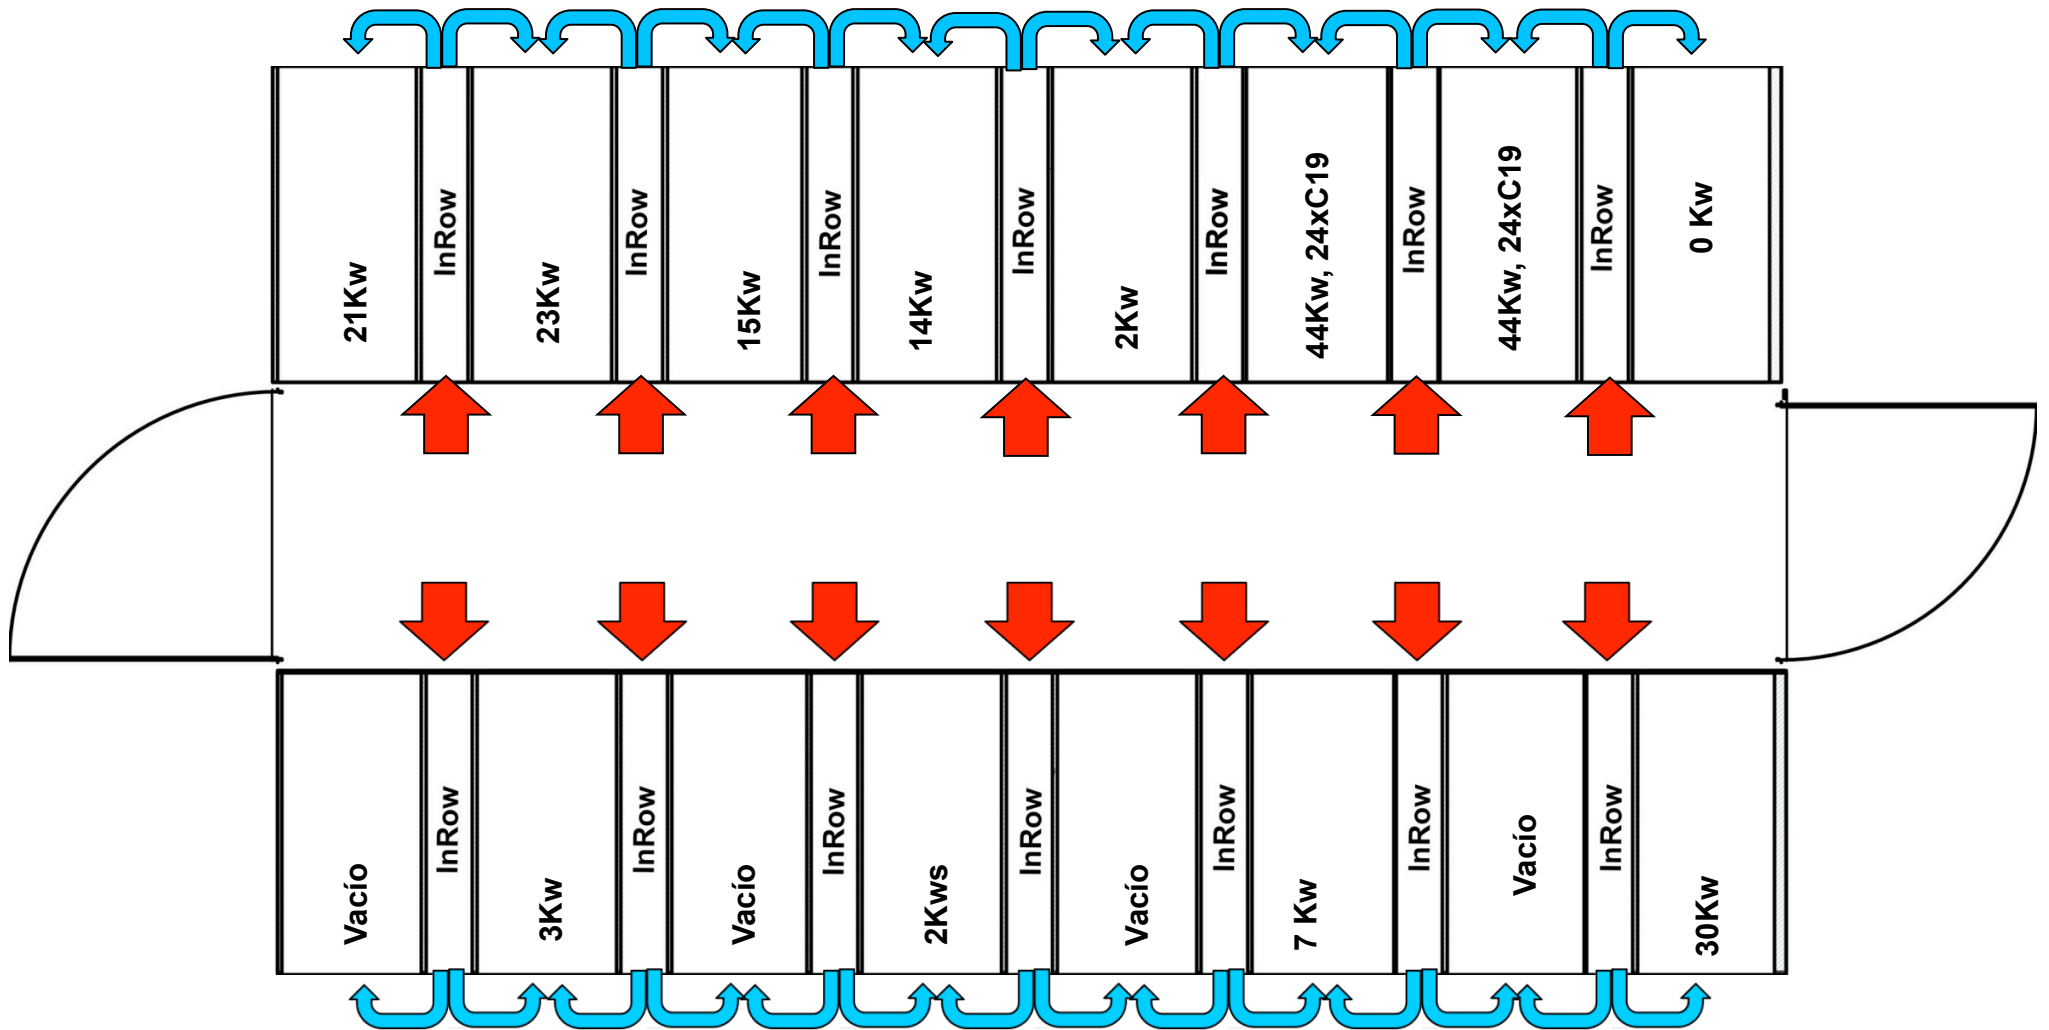 21Kw
InRow
23Kw
InRow
15Kw
InRow
14Kw
InRow
2Kw
InRow
44Kw, 24xC19
InRow
44Kw, 24xC19
InRow
0 Kw
Vacío
InRow
3Kw
InRow
Vacío
InRow
2Kws
InRow
Vacío
InRow
7 Kw
InRow
Vacío
InRow
30Kw